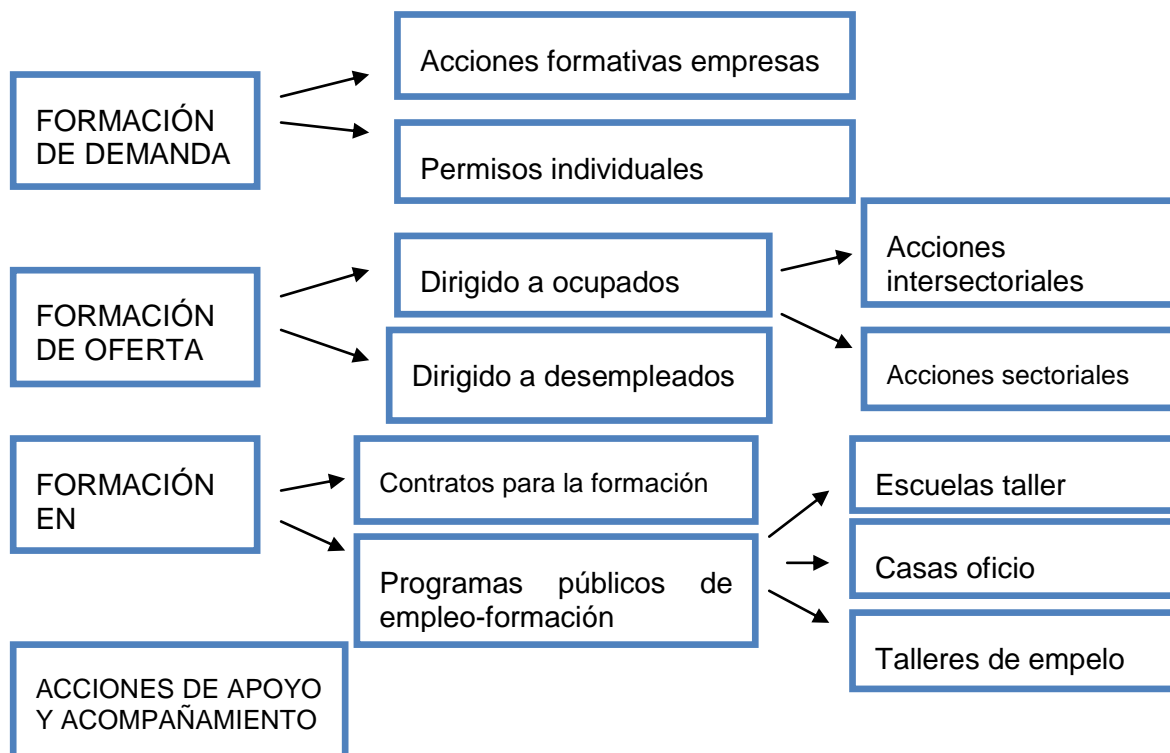 FORMACIÓN
DE DEMANDA
Acciones formativas empresas
Permisos individuales
FORMACIÓN
DE OFERTA
Dirigido a ocupados
Acciones
intersectoriales
Acciones sectoriales
Dirigido a desempleados
FORMACIÓN
EN
Contratos para la formación
Programas públicos de
empleo-formación
Escuelas taller
Casas oficio
Talleres de empelo
ACCIONES DE APOYO
Y ACOMPAÑAMIENTO